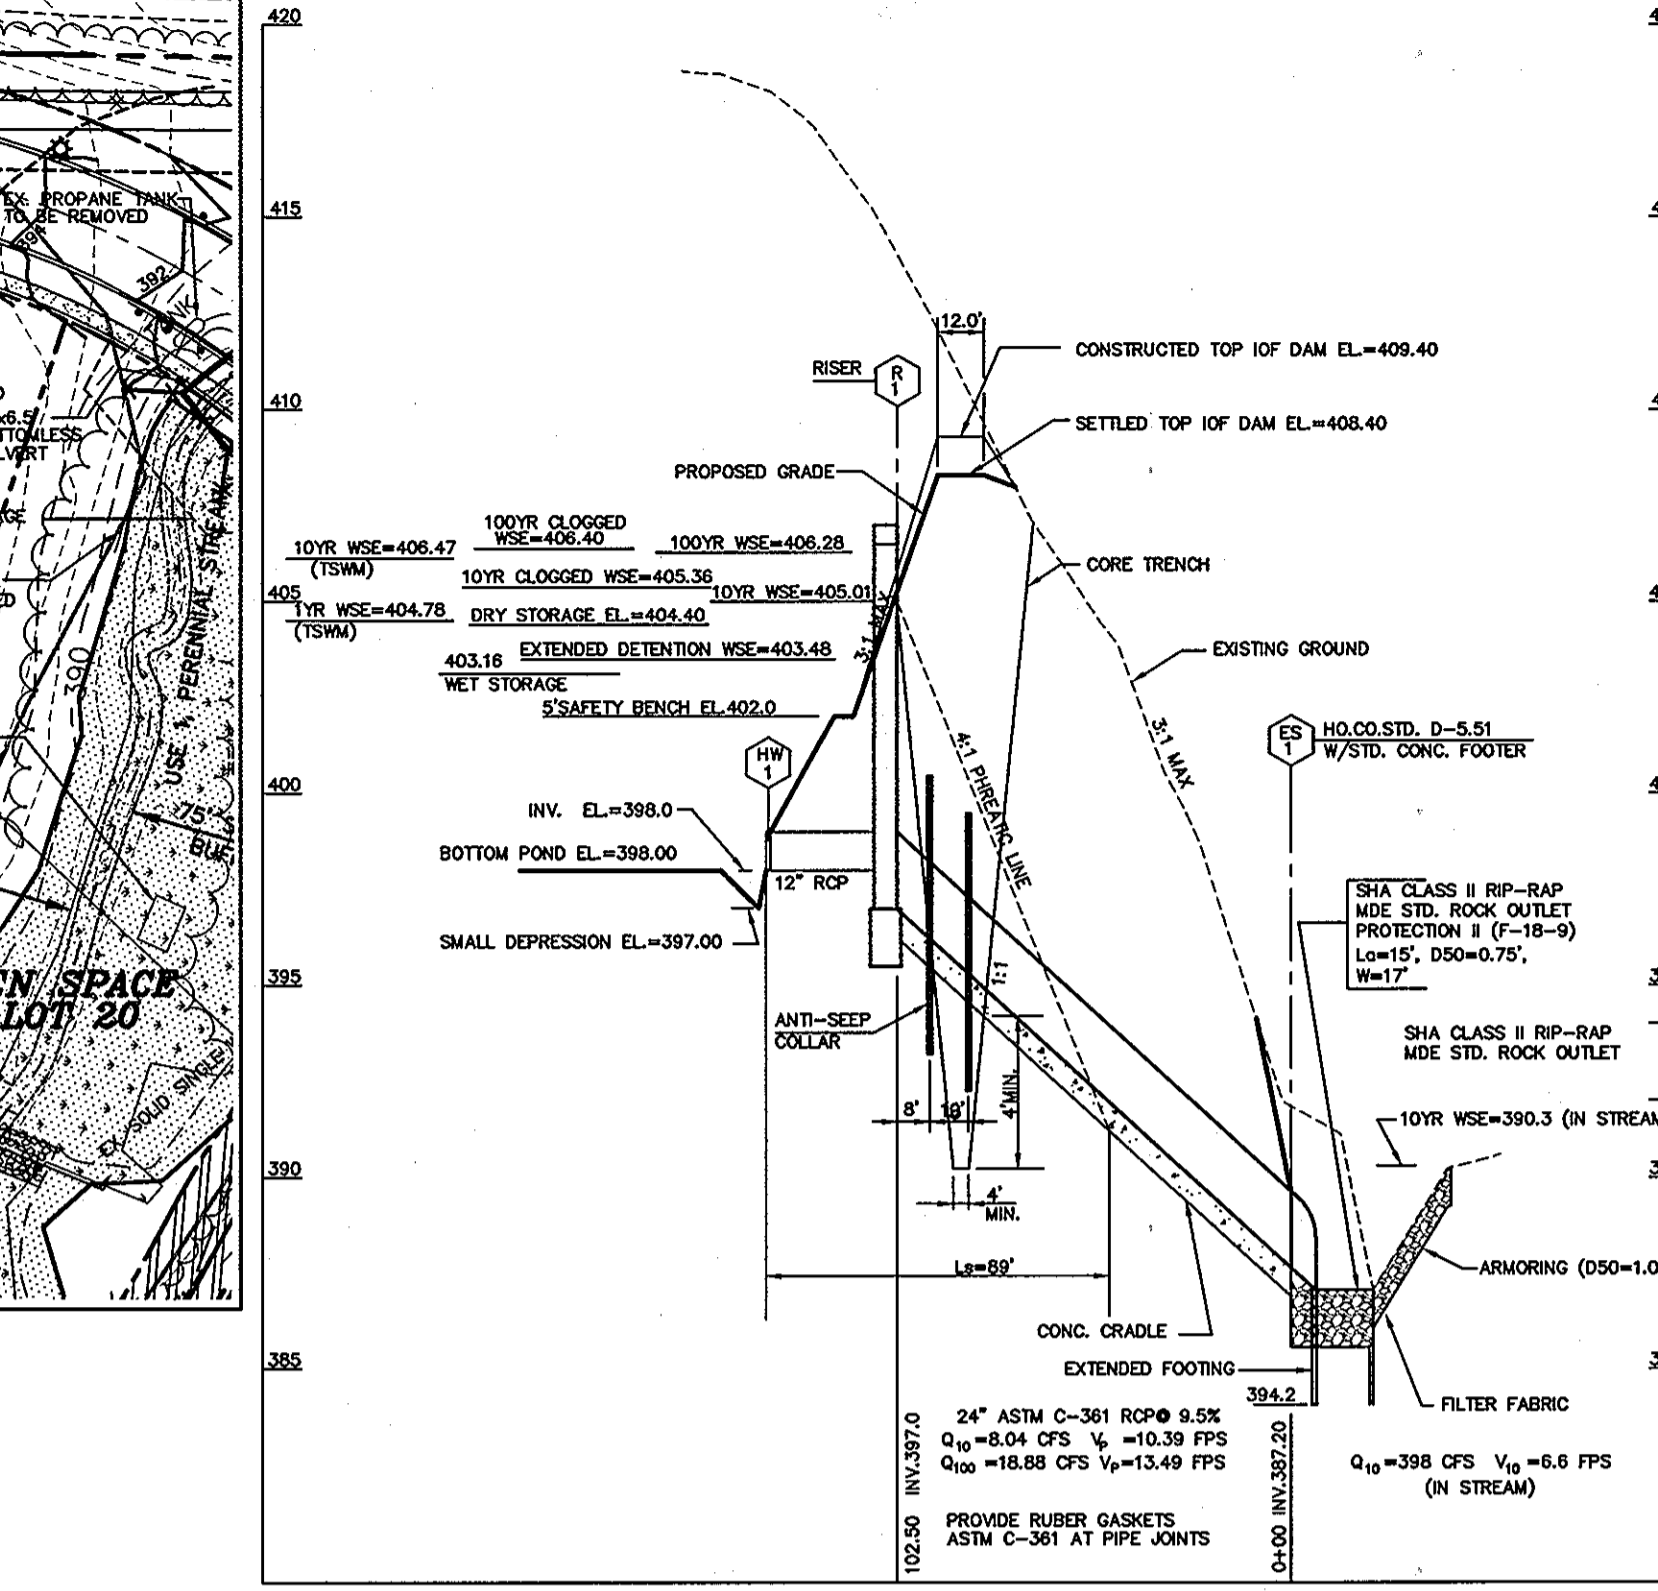 420
415
410
405
400
395
390
385
EX. PROPANE TANK
TO BE REMOVED
394
392
x6.5
390
USE 1, PERENNIAL STREAM
75'
EN SPACE
LOT 20
EX SOLID SINGLE
12.0'
CONSTRUCTED TOP IOF DAM EL.=409.40
RISER
R
1
SETTLED TOP IOF DAM EL.=408.40
PROPOSED GRADE
100YR CLOGGED
WSE=406.40
10YR WSE=406.47
(TSWM)
100YR WSE=406.28
10YR CLOGGED WSE=405.36
10YR WSE=405.01
1YR WSE=404.78
(TSWM)
DRY STORAGE EL.=404.40
EXTENDED DETENTION WSE=403.48
403.16
WET STORAGE
5'SAFETY BENCH EL.402.0
3:1 MAX
CORE TRENCH
EXISTING GROUND
3:1 MAX
4:1 PHREATIC LINE
HW
1
ES
1
HO.CO.STD. D-5.51
W/STD. CONC. FOOTER
INV. EL.=398.0
BOTTOM POND EL.=398.00
12" RCP
SMALL DEPRESSION EL.=397.00
SHA CLASS II RIP-RAP
MDE STD. ROCK OUTLET
PROTECTION II (F-18-9)
La=15', D50=0.75',
W=17'
1:1
ANTI-SEEP
COLLAR
SHA CLASS II RIP-RAP
MDE STD. ROCK OUTLET
8'
4'MIN.
10YR WSE=390.3 (IN STREAM
4'
MIN.
Ls=89'
ARMORING (D50=1.0
CONC. CRADLE
EXTENDED FOOTING
394.2
FILTER FABRIC
24" ASTM C-361 RCP@ 9.5%
Q10=8.04 CFS Vp =10.39 FPS
Q100=18.88 CFS Vp=13.49 FPS
Q10=398 CFS V10=6.6 FPS
(IN STREAM)
PROVIDE RUBBER GASKETS
ASTM C-361 AT PIPE JOINTS
102.50 INV.397.0
0+00 INV.387.20